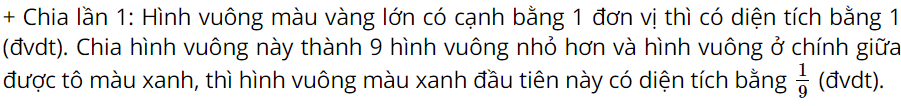 + Chia lần 1: Hình vuông màu vàng lớn có cạnh bằng 1 đơn vị thì có diện tích bằng 1
(đvdt). Chia hình vuông này thành 9 hình vuông nhỏ hơn và hình vuông ở chính giữa
được tô màu xanh, thì hình vuông màu xanh đầu tiên này có diện tích bằng 1/9 (đvdt).